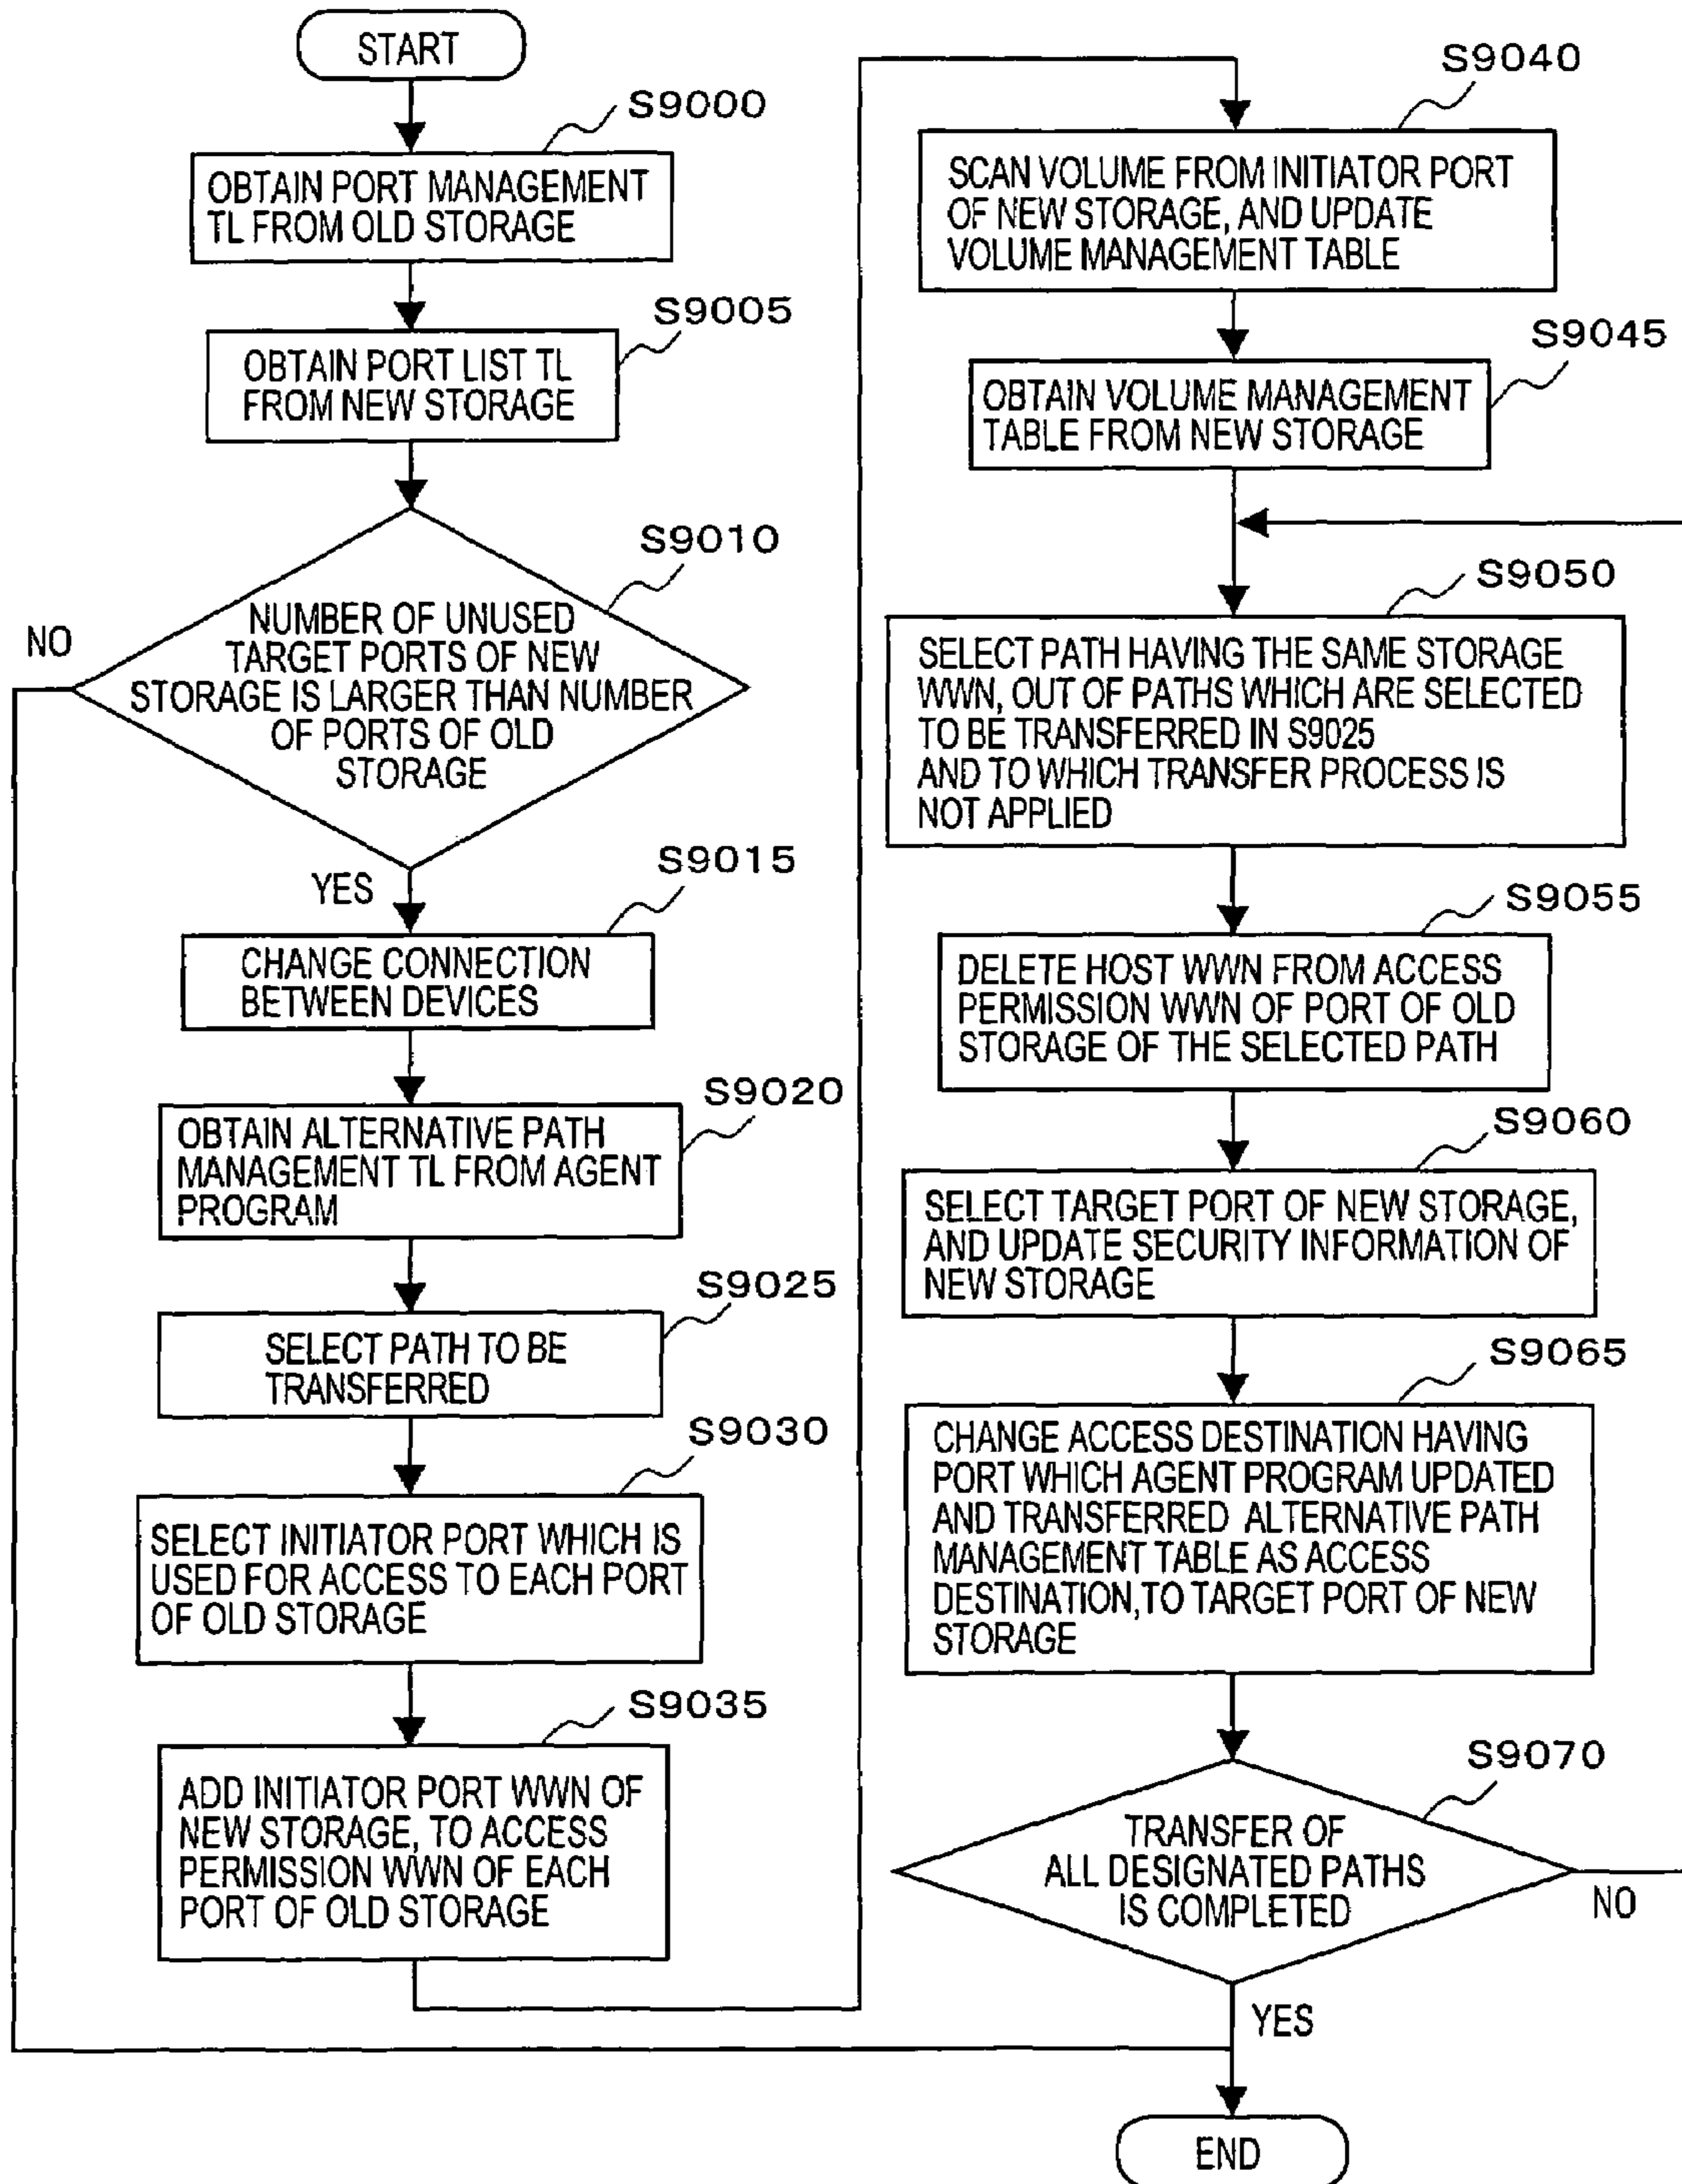 START
S9000
OBTAIN PORT MANAGEMENT
TL FROM OLD STORAGE
S9005
OBTAIN PORT LIST TL
FROM NEW STORAGE
S9010
NUMBER OF UNUSED
TARGET PORTS OF NEW
STORAGE IS LARGER THAN NUMBER
OF PORTS OF OLD
STORAGE
NO
YES
S9015
CHANGE CONNECTION
BETWEEN DEVICES
S9020
OBTAIN ALTERNATIVE PATH
MANAGEMENT TL FROM AGENT
PROGRAM
S9025
SELECT PATH TO BE
TRANSFERRED
S9030
SELECT INITIATOR PORT WHICH IS
USED FOR ACCESS TO EACH PORT
OF OLD STORAGE
S9035
ADD INITIATOR PORT WWN OF
NEW STORAGE, TO ACCESS
PERMISSION WWN OF EACH
PORT OF OLD STORAGE
S9040
SCAN VOLUME FROM INITIATOR PORT
OF NEW STORAGE, AND UPDATE
VOLUME MANAGEMENT TABLE
S9045
OBTAIN VOLUME MANAGEMENT
TABLE FROM NEW STORAGE
S9050
SELECT PATH HAVING THE SAME STORAGE
WWN, OUT OF PATHS WHICH ARE SELECTED
TO BE TRANSFERRED IN S9025
AND TO WHICH TRANSFER PROCESS IS
NOT APPLIED
S9055
DELETE HOST WWN FROM ACCESS
PERMISSION WWN OF PORT OF OLD
STORAGE OF THE SELECTED PATH
S9060
SELECT TARGET PORT OF NEW STORAGE,
AND UPDATE SECURITY INFORMATION OF
NEW STORAGE
S9065
CHANGE ACCESS DESTINATION HAVING
PORT WHICH AGENT PROGRAM UPDATED
AND TRANSFERRED ALTERNATIVE PATH
MANAGEMENT TABLE AS ACCESS
DESTINATION,TO TARGET PORT OF NEW
STORAGE
S9070
TRANSFER OF
ALL DESIGNATED PATHS
IS COMPLETED
NO
YES
END